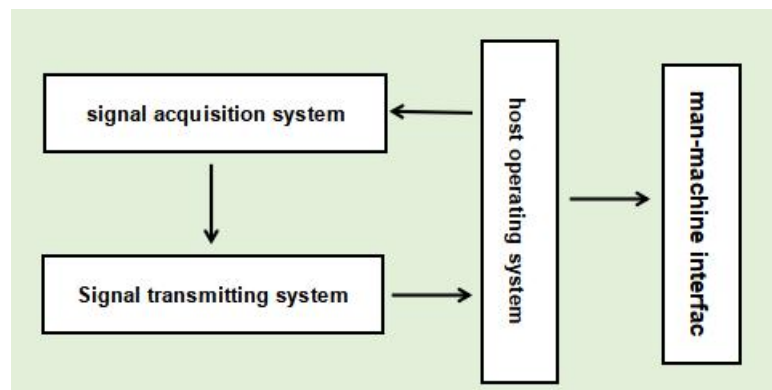 signal acquisition system
Signal transmitting system
host operating system
man-machine interfac